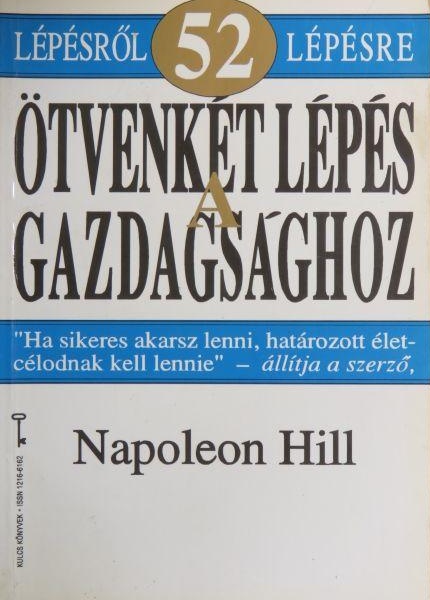 LÉPÉSRŐL 52 LÉPÉSRE
ÖTVENKÉT LÉPÉS
A
GAZDAGSÁGHOZ
"Ha sikeres akarsz lenni, határozott élet-
célodnak kell lennie" – állítja a szerző,
Napoleon Hill
KULCS KÖNYVEK • ISSN 1216-6162